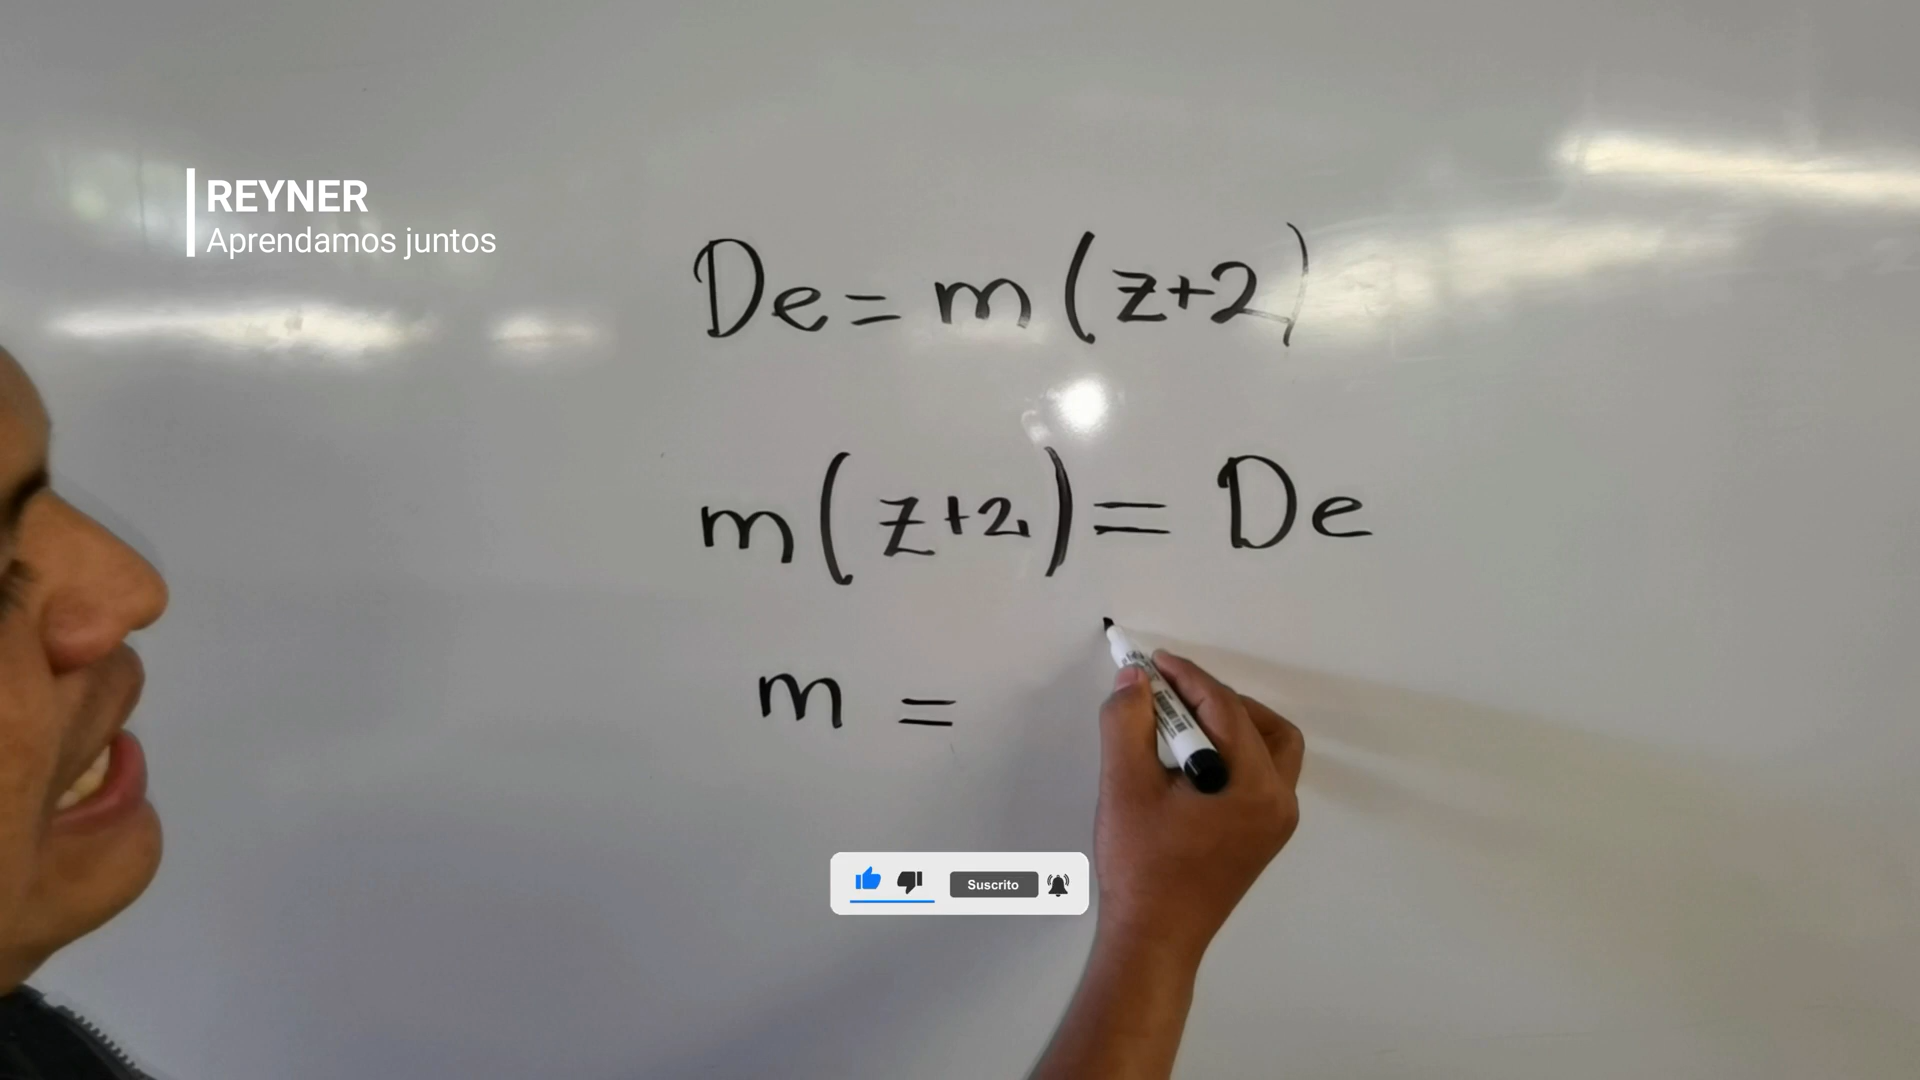 REYNER
Aprendamos juntos
De = m (z+2)
m (z+2) = De
m =
Suscrito